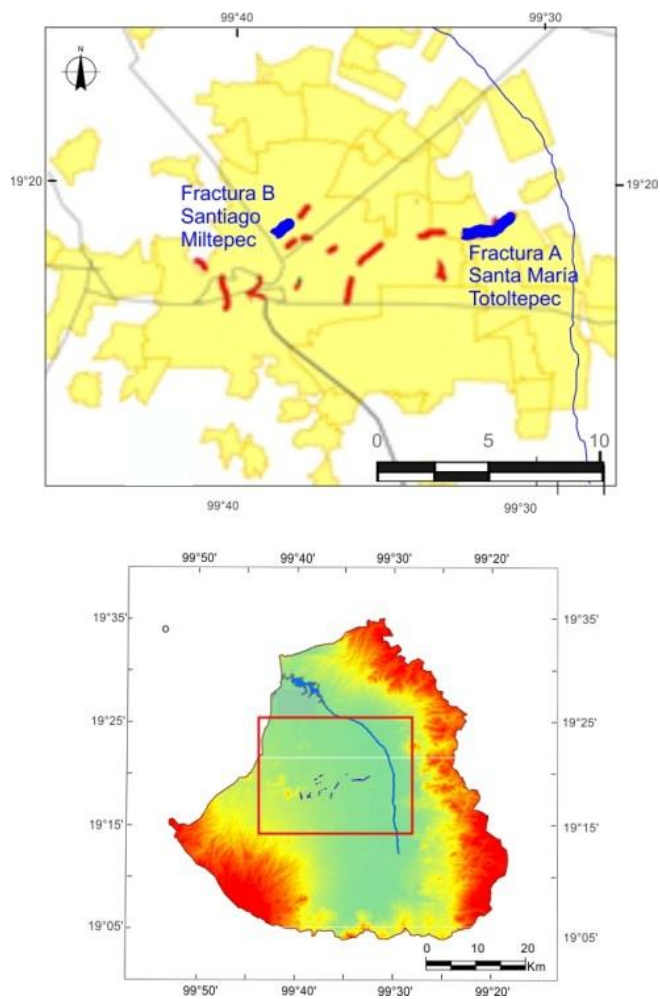 99°40' 99°30'
N
19°20 19°20
Fractura B
Santiago
Miltepec
Fractura A
Santa María
Totoltepec
0 5 10
99°40 99°30
99°50' 99°40' 99°30' 99°20'
19°35' 19°35'
o
19°25' 19°25'
19°15' 19°15'
19°05' 19°05'
0 10 20
Km
99°50' 99°40' 99°30' 99°20'